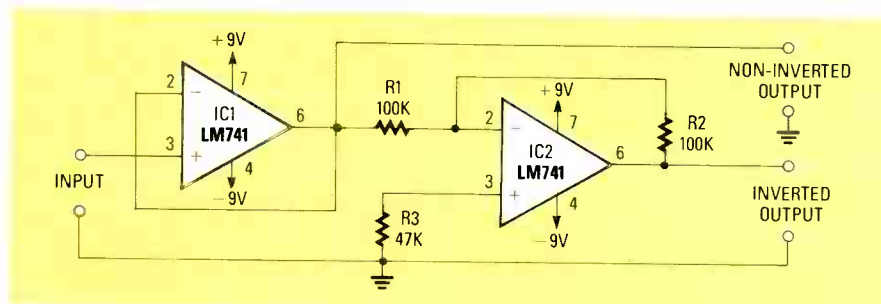 +9V
2
7
−
IC1
LM741
6
3
+
4
−9V
INPUT
R1
100K
+9V
2
7
−
IC2
LM741
6
3
+
4
−9V
R3
47K
R2
100K
NON-INVERTED
OUTPUT
INVERTED
OUTPUT